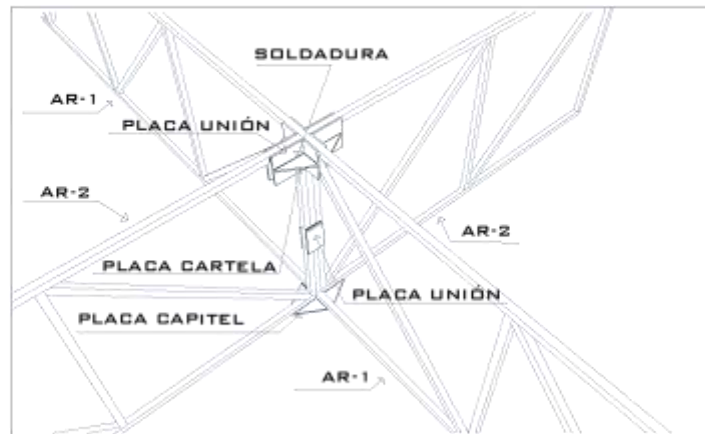 SOLDADURA
AR-1
PLACA UNIÓN
AR-2
AR-2
PLACA CARTELA
PLACA UNIÓN
PLACA CAPITEL
AR-1